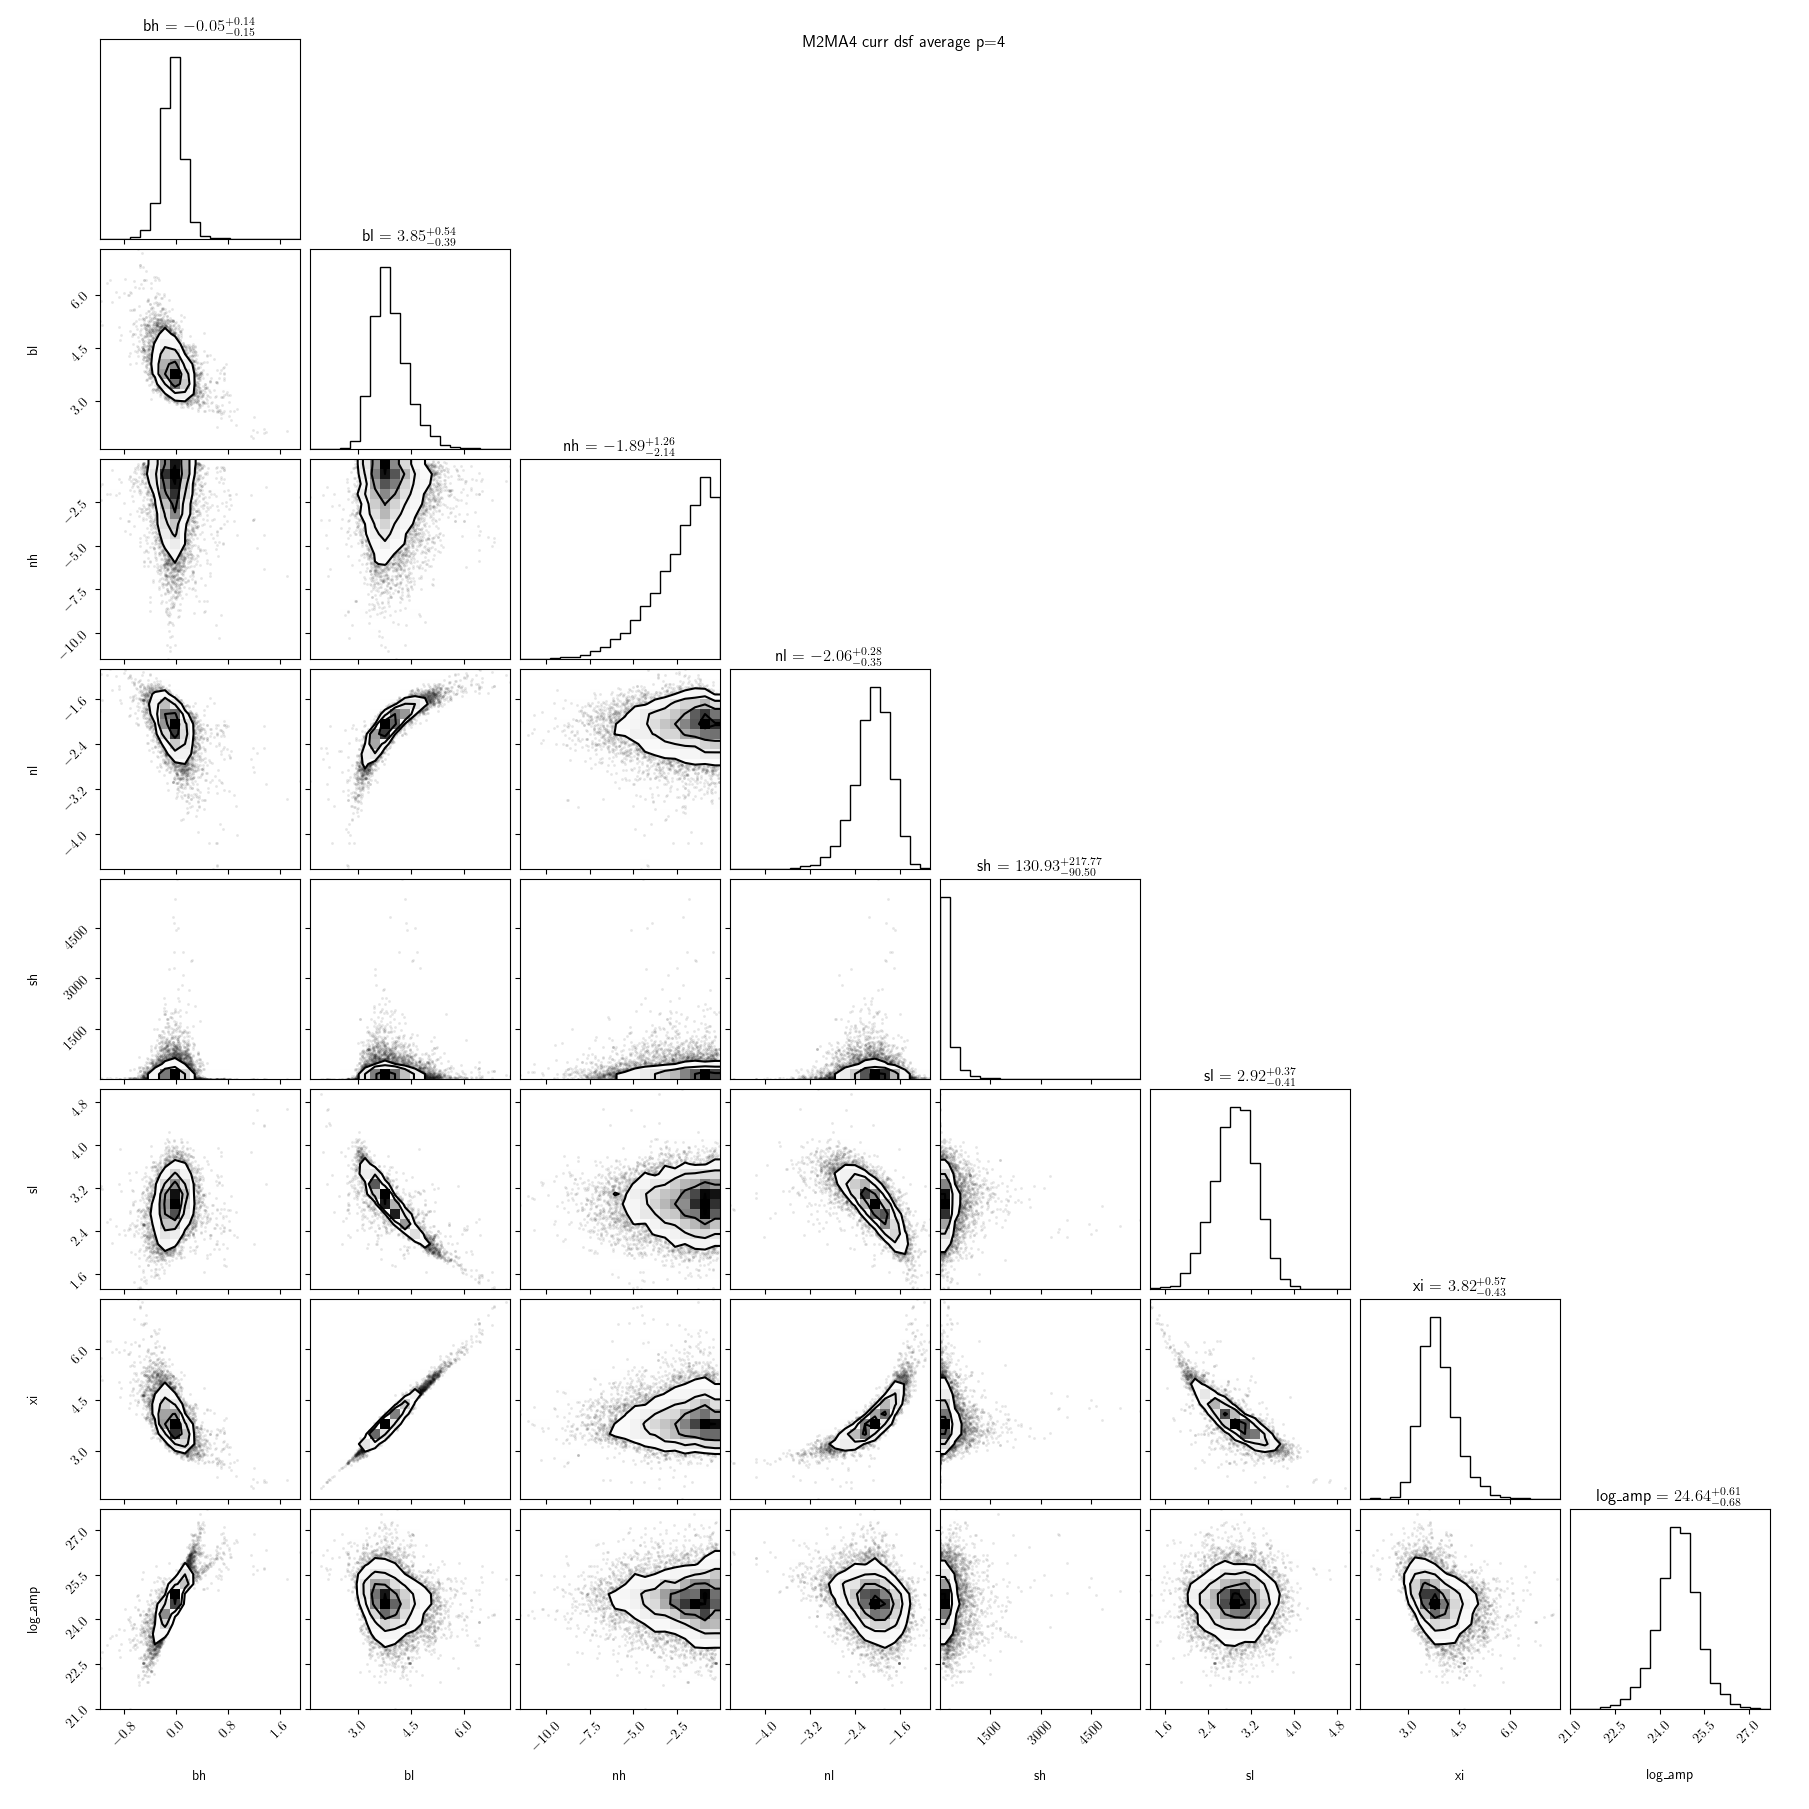 M2MA4 curr dsf average p=4
bh = −0.05+0.14−0.15
bl = 3.85+0.54−0.39
nh = −1.89+1.26−2.14
nl = −2.06+0.28−0.35
sh = 130.93+217.77−90.50
sl = 2.92+0.37−0.41
xi = 3.82+0.57−0.43
log_amp = 24.64+0.61−0.68
bl
6.0
4.5
3.0
nh
−2.5
−5.0
−7.5
−10.0
nl
−1.6
−2.4
−3.2
−4.0
sh
4500
3000
1500
sl
4.8
4.0
3.2
2.4
1.6
xi
6.0
4.5
3.0
log_amp
27.0
25.5
24.0
22.5
21.0
−0.8 0.0 0.8 1.6
3.0 4.5 6.0
−10.0 −7.5 −5.0 −2.5
−4.0 −3.2 −2.4 −1.6
1500 3000 4500
1.6 2.4 3.2 4.0 4.8
3.0 4.5 6.0
21.0 22.5 24.0 25.5 27.0
bh bl nh nl sh sl xi log_amp